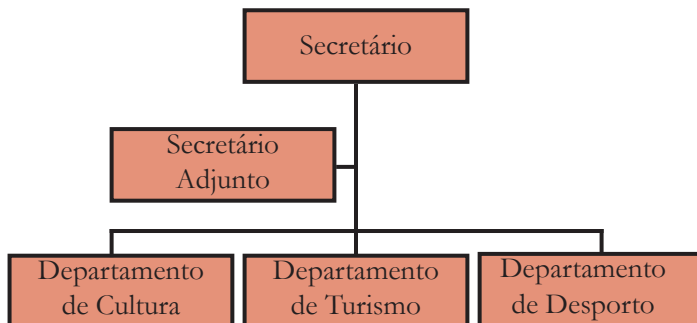 Secretário
Secretário
Adjunto
Departamento
de Cultura
Departamento
de Turismo
Departamento
de Desporto